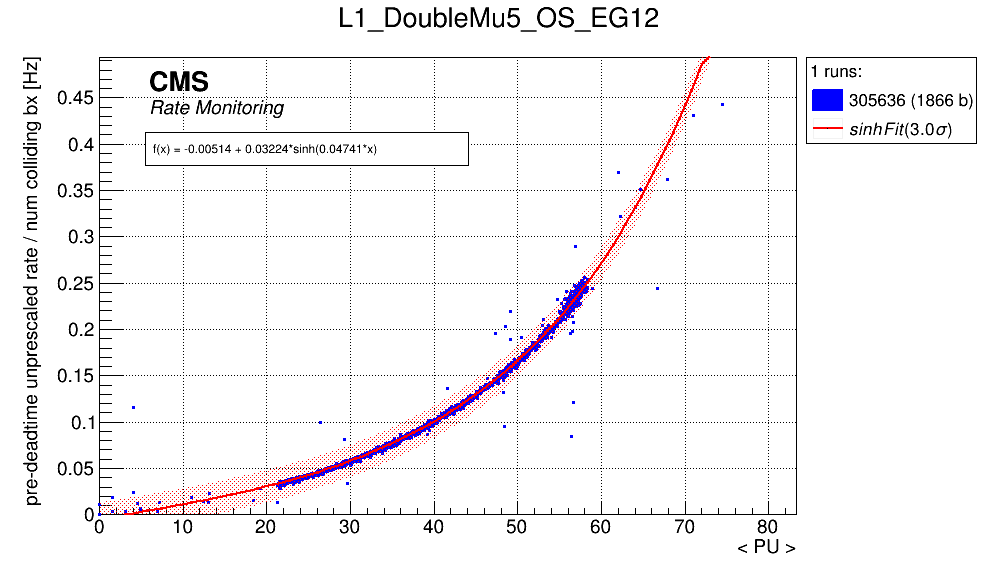 L1_DoubleMu5_OS_EG12
pre-deadtime unprescaled rate / num colliding bx [Hz]
CMS
Rate Monitoring
f(x) = -0.00514 + 0.03224*sinh(0.04741*x)
0.45
0.4
0.35
0.3
0.25
0.2
0.15
0.1
0.05
0
0 10 20 30 40 50 60 70 80
< PU >
1 runs:
305636 (1866 b)
sinhFit(3.0σ)